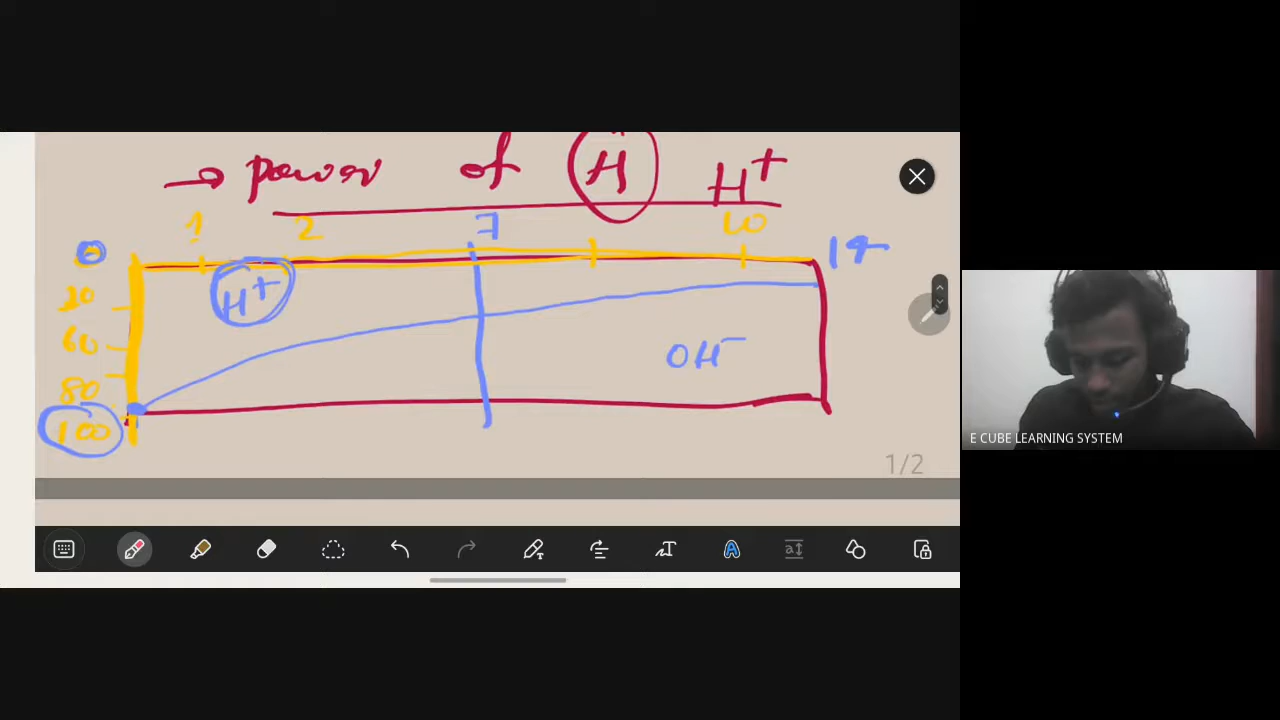 → power of H H+
1 2 7 10
0 14
20 H+
60 OH-
80
100
1/2
E CUBE LEARNING SYSTEM